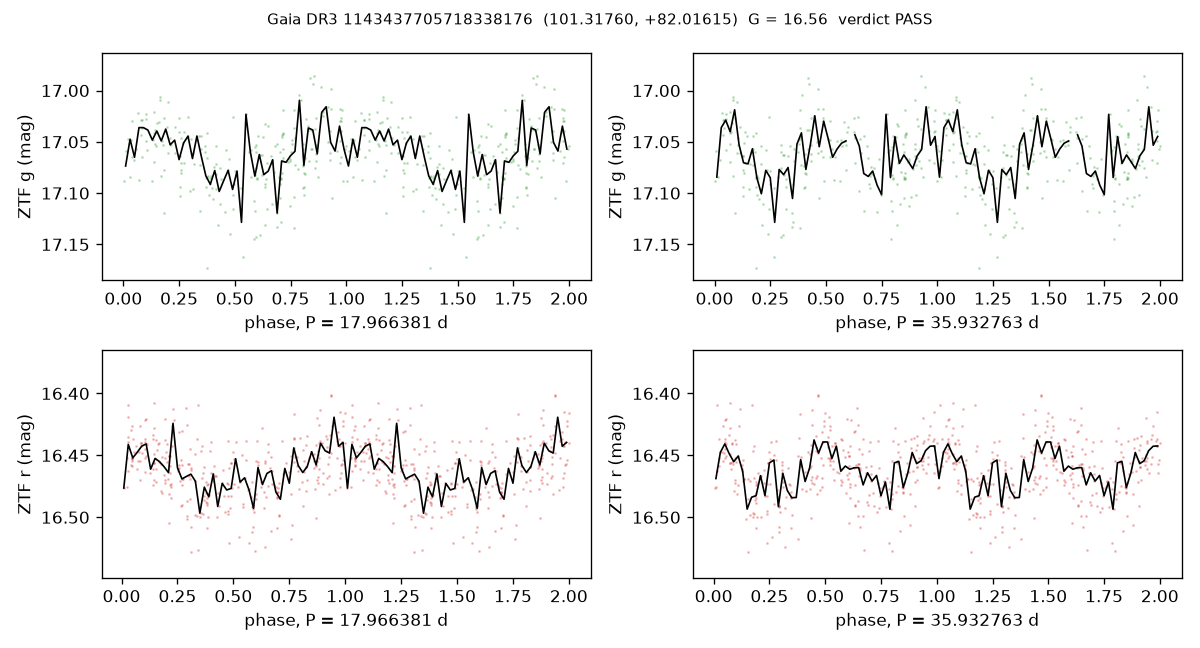 Gaia DR3 1143437705718338176 (101.31760, +82.01615) G = 16.56 verdict PASS
ZTF g (mag)
17.00
17.05
17.10
17.15
0.00 0.25 0.50 0.75 1.00 1.25 1.50 1.75 2.00
phase, P = 17.966381 d
ZTF g (mag)
17.00
17.05
17.10
17.15
0.00 0.25 0.50 0.75 1.00 1.25 1.50 1.75 2.00
phase, P = 35.932763 d
ZTF r (mag)
16.40
16.45
16.50
0.00 0.25 0.50 0.75 1.00 1.25 1.50 1.75 2.00
phase, P = 17.966381 d
ZTF r (mag)
16.40
16.45
16.50
0.00 0.25 0.50 0.75 1.00 1.25 1.50 1.75 2.00
phase, P = 35.932763 d